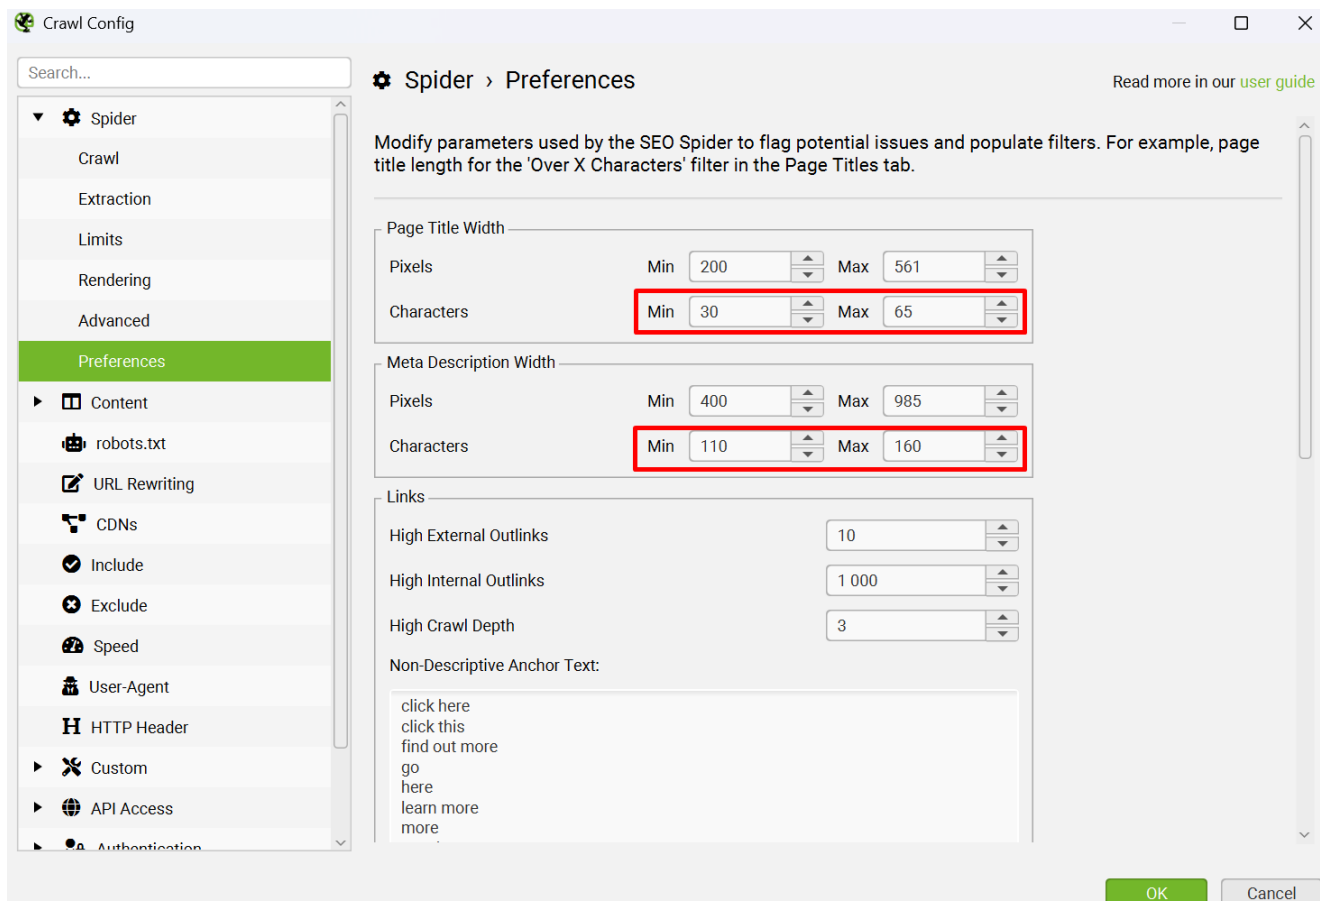 Crawl Config
Search...
Spider
Crawl
Extraction
Limits
Rendering
Advanced
Preferences
Content
robots.txt
URL Rewriting
CDNs
Include
Exclude
Speed
User-Agent
HTTP Header
Custom
API Access
Authentication
Spider › Preferences
Read more in our user guide
Modify parameters used by the SEO Spider to flag potential issues and populate filters. For example, page
title length for the 'Over X Characters' filter in the Page Titles tab.
Page Title Width
Pixels Min 200 Max 561
Characters Min 30 Max 65
Meta Description Width
Pixels Min 400 Max 985
Characters Min 110 Max 160
Links
High External Outlinks 10
High Internal Outlinks 1 000
High Crawl Depth 3
Non-Descriptive Anchor Text:
click here
click this
find out more
go
here
learn more
more
OK Cancel